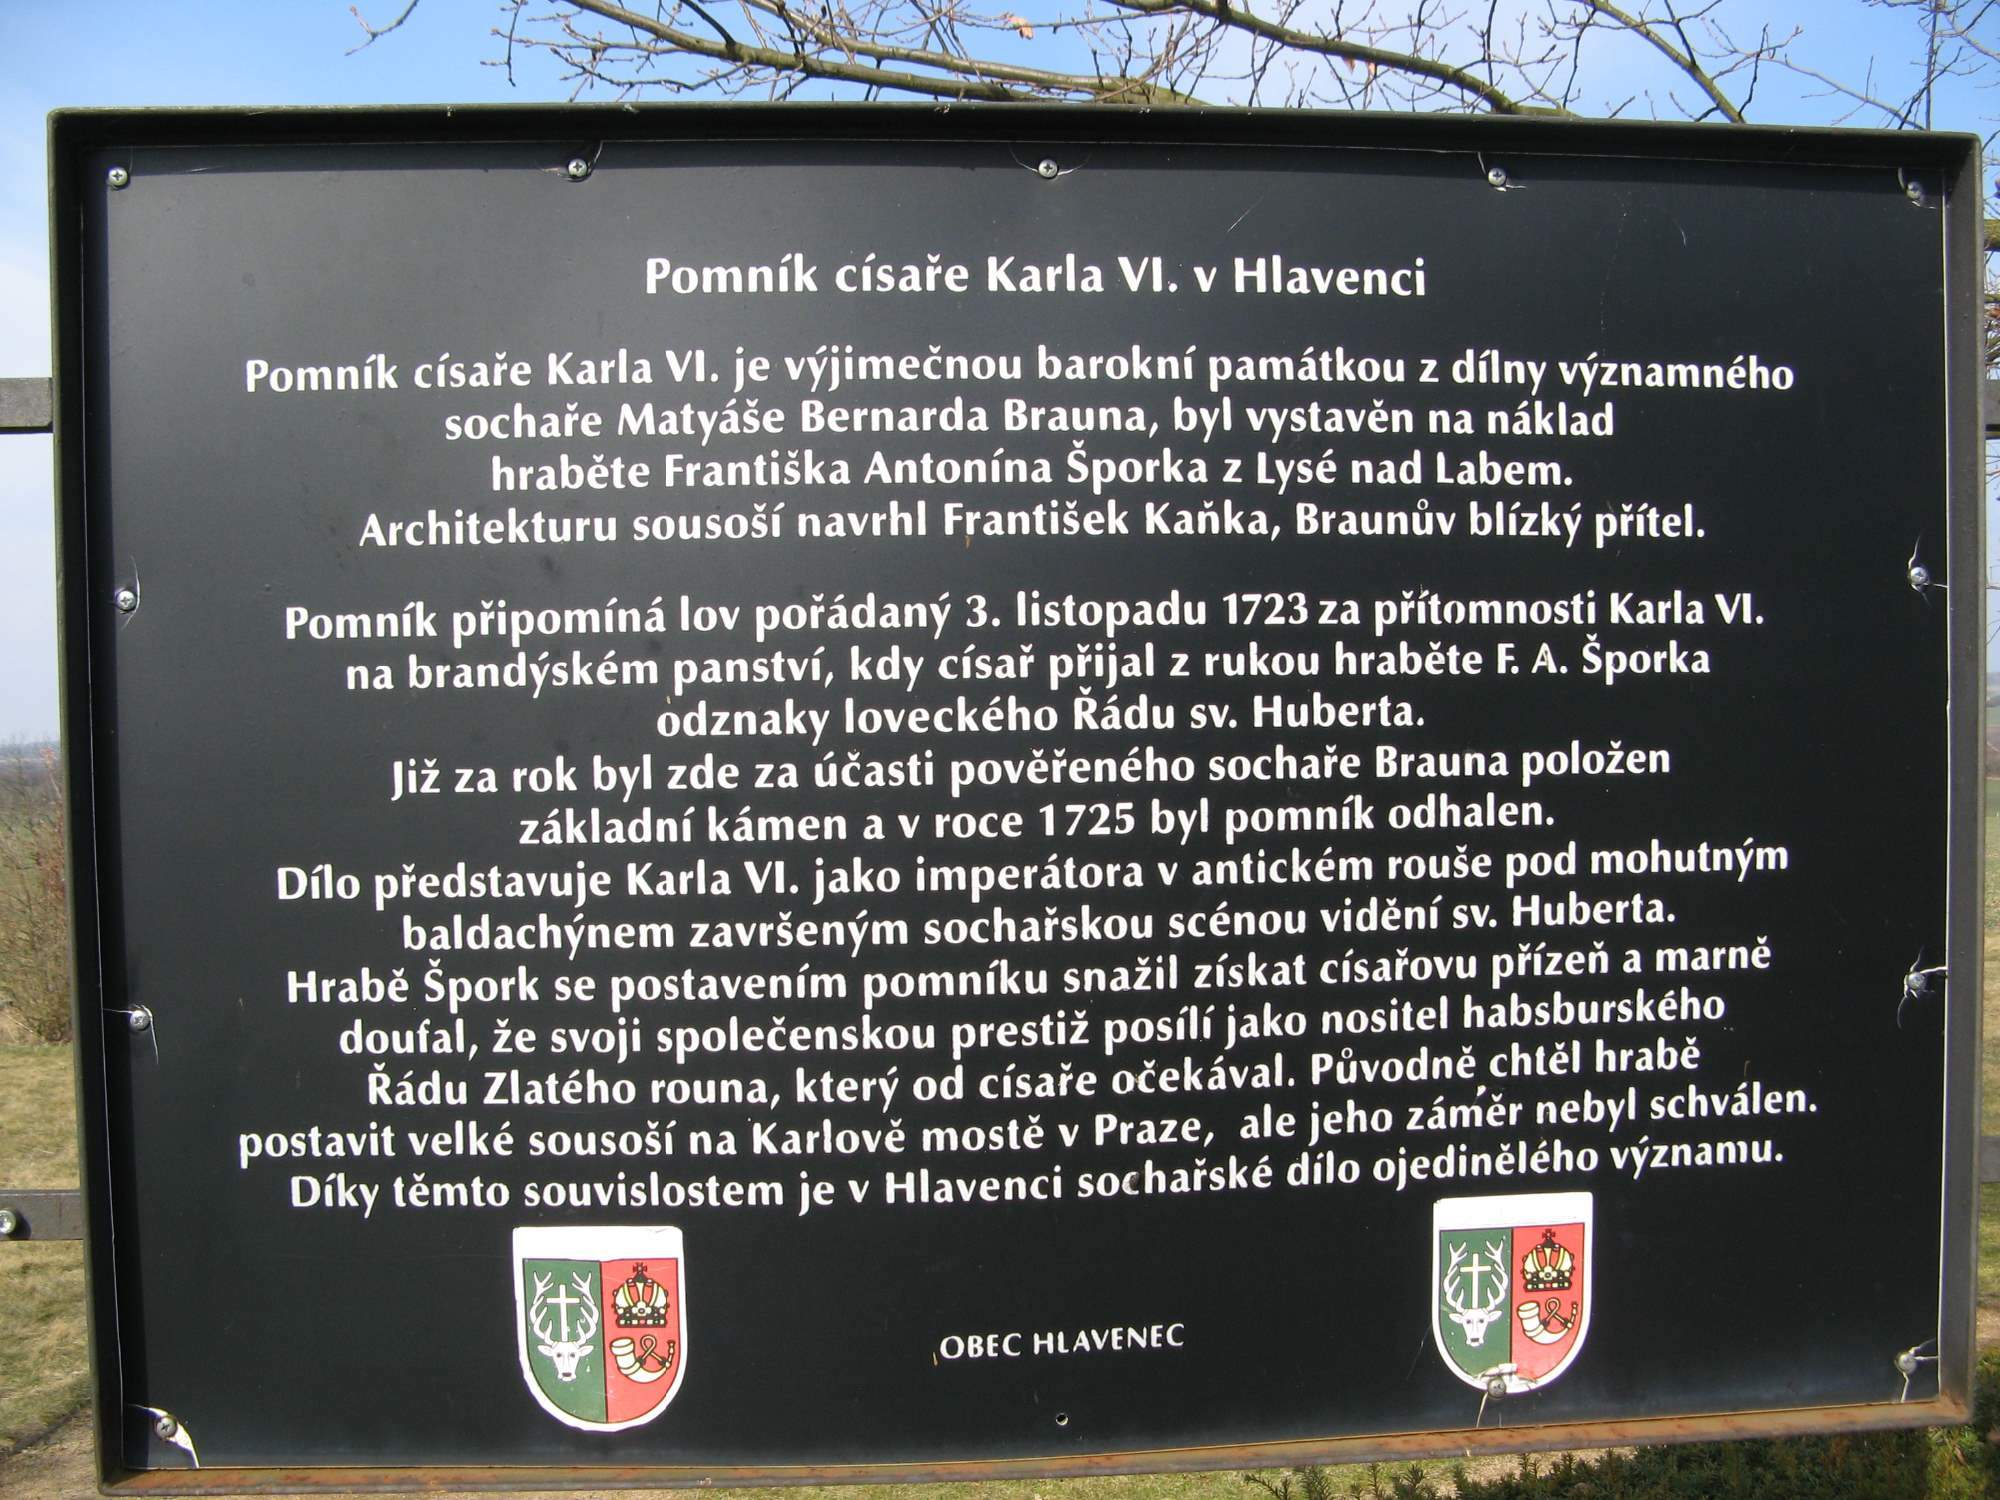 Pomník císaře Karla VI. v Hlavenci
Pomník císaře Karla VI. je výjimečnou barokní památkou z dílny významného
sochaře Matyáše Bernarda Brauna, byl vystavěn na náklad
hraběte Františka Antonína Šporka z Lysé nad Labem.
Architekturu sousoší navrhl František Kaňka, Braunův blízký přítel.
Pomník připomíná lov pořádaný 3. listopadu 1723 za přítomnosti Karla VI.
na brandýském panství, kdy císař přijal z rukou hraběte F. A. Šporka
odznaky loveckého Řádu sv. Huberta.
Již za rok byl zde za účasti pověřeného sochaře Brauna položen
základní kámen a v roce 1725 byl pomník odhalen.
Dílo představuje Karla VI. jako imperátora v antickém rouše pod mohutným
baldachýnem završeným sochařskou scénou vidění sv. Huberta.
Hrabě Špork se postavením pomníku snažil získat císařovu přízeň a marně
doufal, že svoji společenskou prestiž posílí jako nositel habsburského
Řádu Zlatého rouna, který od císaře očekával. Původně chtěl hrabě
postavit velké sousoší na Karlově mostě v Praze, ale jeho záměr nebyl schválen.
Díky těmto souvislostem je v Hlavenci sochařské dílo ojedinělého významu.
OBEC HLAVENEC